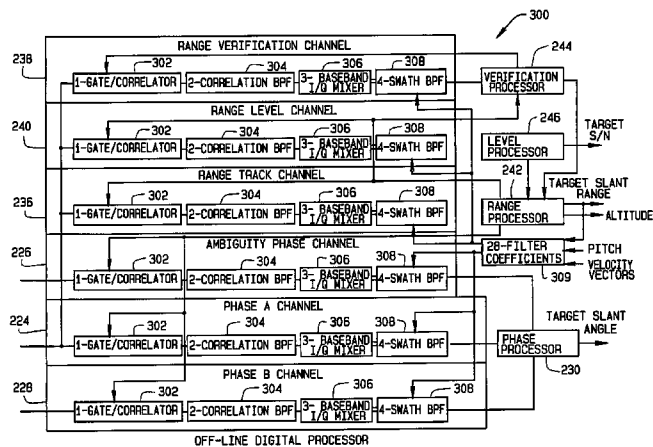 300
RANGE VERIFICATION CHANNEL
238
302
304
306
308
244
1-GATE/CORRELATOR
2-CORRELATION BPF
3- BASEBAND I/Q MIXER
4-SWATH BPF
VERIFICATION PROCESSOR
RANGE LEVEL CHANNEL
240
302
304
306
308
246
TARGET S/N
1-GATE/CORRELATOR
2-CORRELATION BPF
3- BASEBAND I/Q MIXER
4-SWATH BPF
LEVEL PROCESSOR
RANGE TRACK CHANNEL
236
302
304
306
308
242
TARGET SLANT RANGE
1-GATE/CORRELATOR
2-CORRELATION BPF
3- BASEBAND I/Q MIXER
4-SWATH BPF
RANGE PROCESSOR
ALTITUDE
AMBIGUITY PHASE CHANNEL
226
302
304
306
308
28-FILTER COEFFICIENTS
309
PITCH
VELOCITY VECTORS
1-GATE/CORRELATOR
2-CORRELATION BPF
3- BASEBAND I/Q MIXER
4-SWATH BPF
PHASE A CHANNEL
224
302
304
306
308
TARGET SLANT ANGLE
1-GATE/CORRELATOR
2-CORRELATION BPF
3- BASEBAND I/Q MIXER
4-SWATH BPF
PHASE PROCESSOR
230
PHASE B CHANNEL
228
302
304
306
308
1-GATE/CORRELATOR
2-CORRELATION BPF
3- BASEBAND I/Q MIXER
4-SWATH BPF
OFF-LINE DIGITAL PROCESSOR